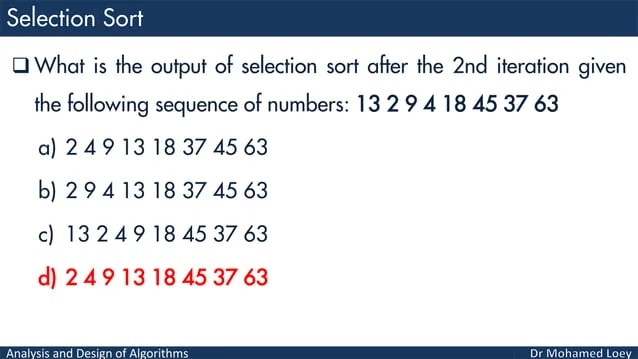 Selection Sort
❑ What is the output of selection sort after the 2nd iteration given
the following sequence of numbers: 13 2 9 4 18 45 37 63
a) 2 4 9 13 18 37 45 63
b) 2 9 4 13 18 37 45 63
c) 13 2 4 9 18 45 37 63
d) 2 4 9 13 18 45 37 63
Analysis and Design of Algorithms
Dr Mohamed Loey